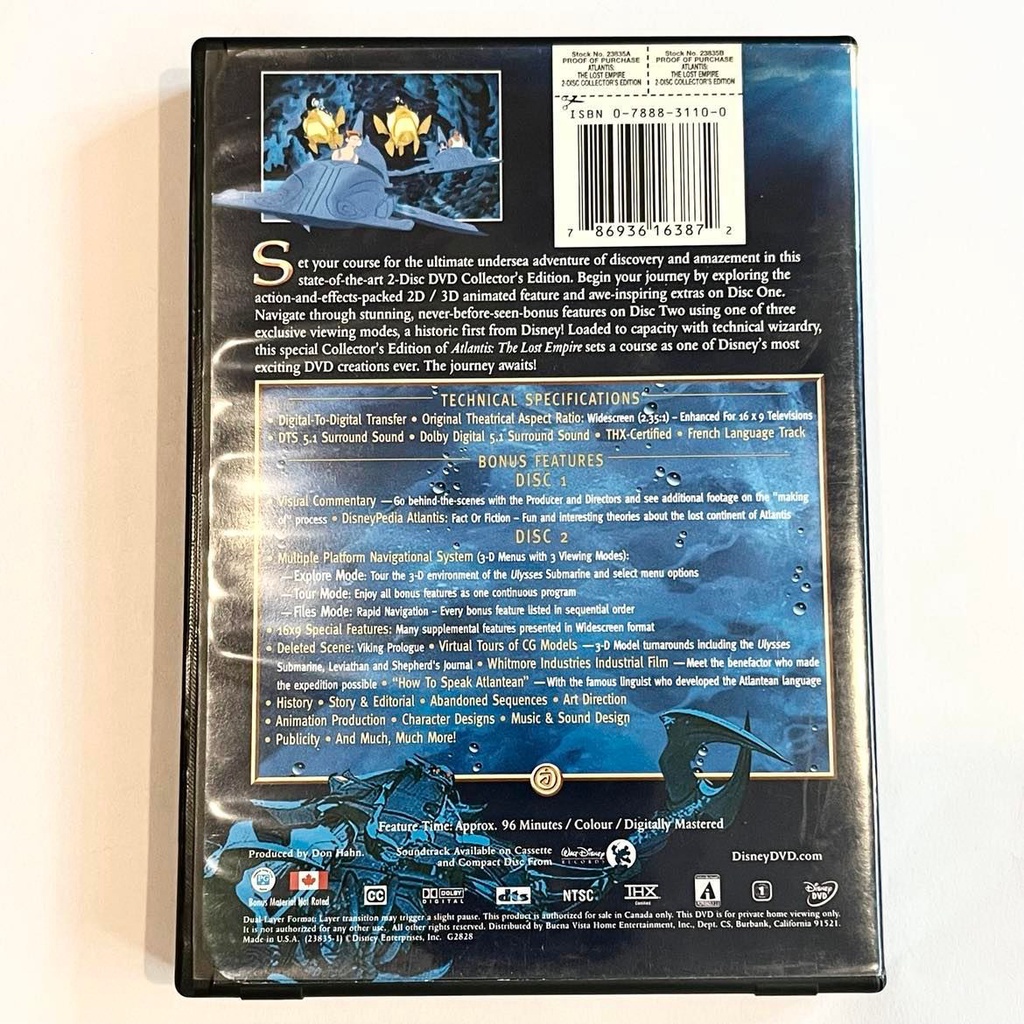 Stock No. 23835A
PROOF OF PURCHASE
ATLANTIS:
THE LOST EMPIRE
2-DISC COLLECTOR'S EDITION
Stock No. 23835B
PROOF OF PURCHASE
ATLANTIS:
THE LOST EMPIRE
2-DISC COLLECTOR'S EDITION
ISBN 0-7888-3110-0
7 86936 16387 2
Set your course for the ultimate undersea adventure of discovery and amazement in this
state-of-the-art 2-Disc DVD Collector's Edition. Begin your journey by exploring the
action-and-effects-packed 2D / 3D animated feature and awe-inspiring extras on Disc One.
Navigate through stunning, never-before-seen-bonus features on Disc Two using one of three
exclusive viewing modes, a historic first from Disney! Loaded to capacity with technical wizardry,
this special Collector's Edition of Atlantis: The Lost Empire sets a course as one of Disney's most
exciting DVD creations ever. The journey awaits!
TECHNICAL SPECIFICATIONS
• Digital-To-Digital Transfer • Original Theatrical Aspect Ratio: Widescreen (2.35:1) – Enhanced For 16 x 9 Televisions
• DTS 5.1 Surround Sound • Dolby Digital 5.1 Surround Sound • THX-Certified • French Language Track
BONUS FEATURES
DISC 1
• Visual Commentary —Go behind-the-scenes with the Producer and Directors and see additional footage on the "making
of" process • DisneyPedia Atlantis: Fact Or Fiction – Fun and interesting theories about the lost continent of Atlantis
DISC 2
• Multiple Platform Navigational System (3-D Menus with 3 Viewing Modes):
—Explore Mode: Tour the 3-D environment of the Ulysses Submarine and select menu options
—Tour Mode: Enjoy all bonus features as one continuous program
—Files Mode: Rapid Navigation – Every bonus feature listed in sequential order
• 16x9 Special Features: Many supplemental features presented in Widescreen format
• Deleted Scene: Viking Prologue • Virtual Tours of CG Models —3-D Model turnarounds including the Ulysses
Submarine, Leviathan and Shepherd's Journal • Whitmore Industries Industrial Film —Meet the benefactor who made
the expedition possible • "How To Speak Atlantean" —With the famous linguist who developed the Atlantean language
• History • Story & Editorial • Abandoned Sequences • Art Direction
• Animation Production • Character Designs • Music & Sound Design
• Publicity • And Much, Much More!
Feature Time: Approx. 96 Minutes / Colour / Digitally Mastered
Produced by Don Hahn.
Soundtrack Available on Cassette
and Compact Disc From
Walt Disney
RECORDS
DisneyDVD.com
PG
Bonus Material Not Rated
CC
DOLBY
DIGITAL
dts
NTSC
THX
A
1
Disney
DVD
Dual-Layer Format: Layer transition may trigger a slight pause. This product is authorized for sale in Canada only. This DVD is for private home viewing only.
It is not authorized for any other use. All other rights reserved. Distributed by Buena Vista Home Entertainment, Inc., Dept. CS, Burbank, California 91521.
Made in U.S.A. (23835-1) © Disney Enterprises, Inc. G2828